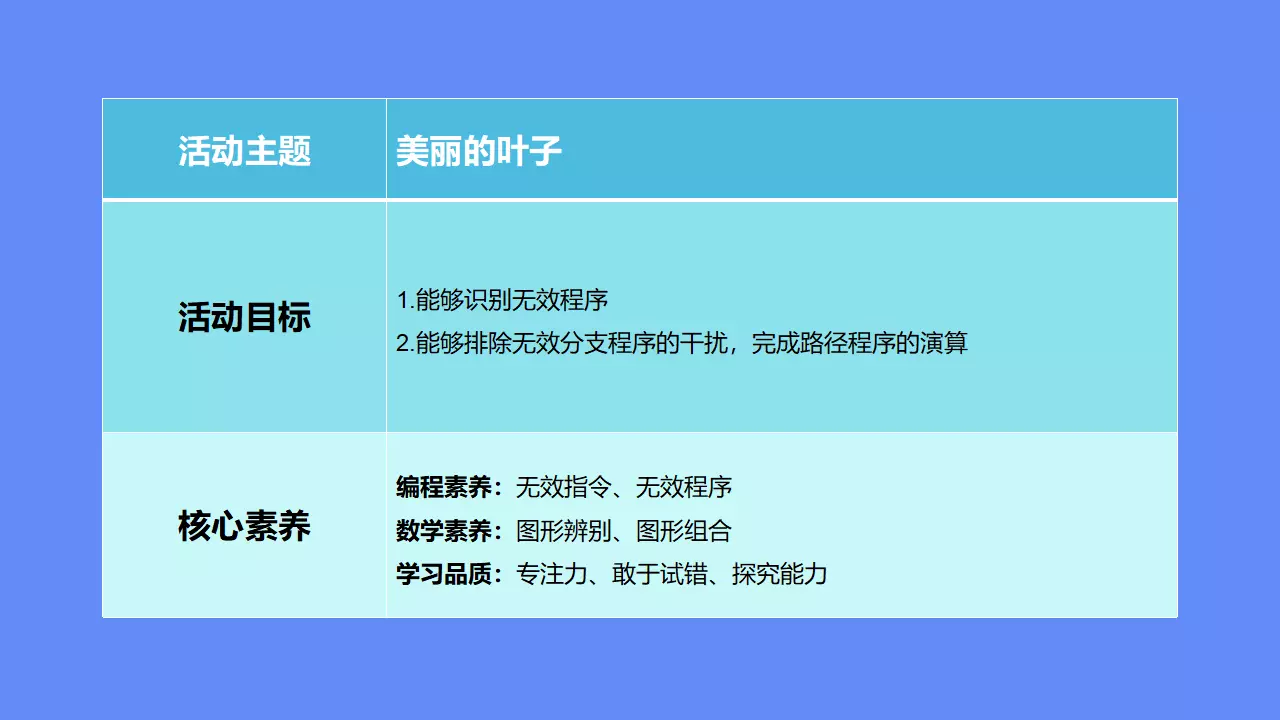 活动主题
美丽的叶子
活动目标
1.能够识别无效程序
2.能够排除无效分支程序的干扰，完成路径程序的演算
核心素养
编程素养：无效指令、无效程序
数学素养：图形辨别、图形组合
学习品质：专注力、敢于试错、探究能力